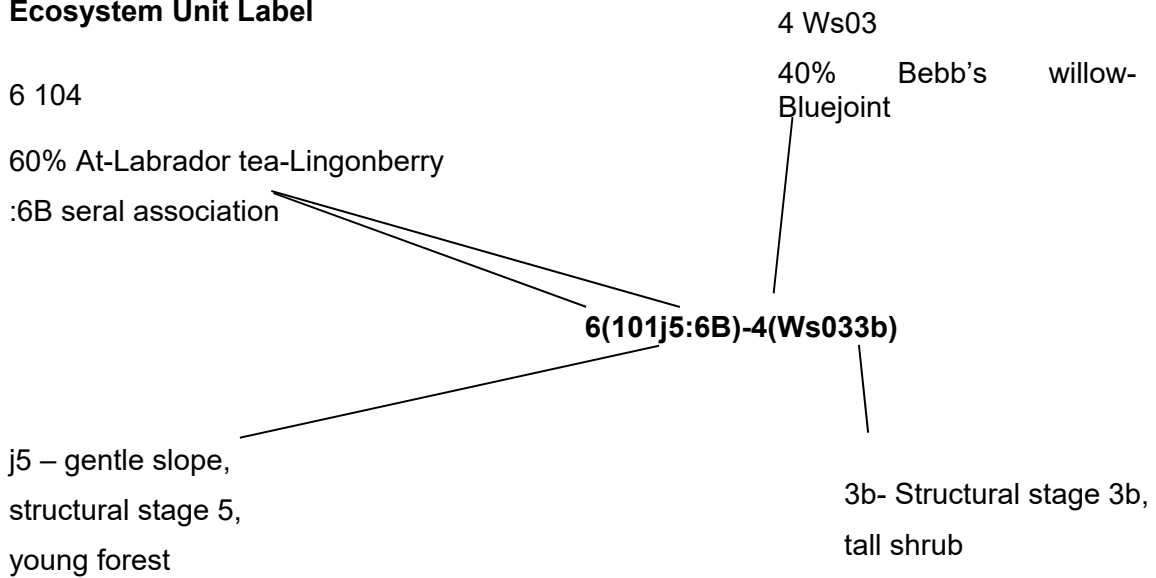 Ecosystem Unit Label
6 104
60% At-Labrador tea-Lingonberry
:6B seral association
4 Ws03
40% Bebb’s willow-
Bluejoint
6(101j5:6B)-4(Ws033b)
j5 – gentle slope,
structural stage 5,
young forest
3b- Structural stage 3b,
tall shrub